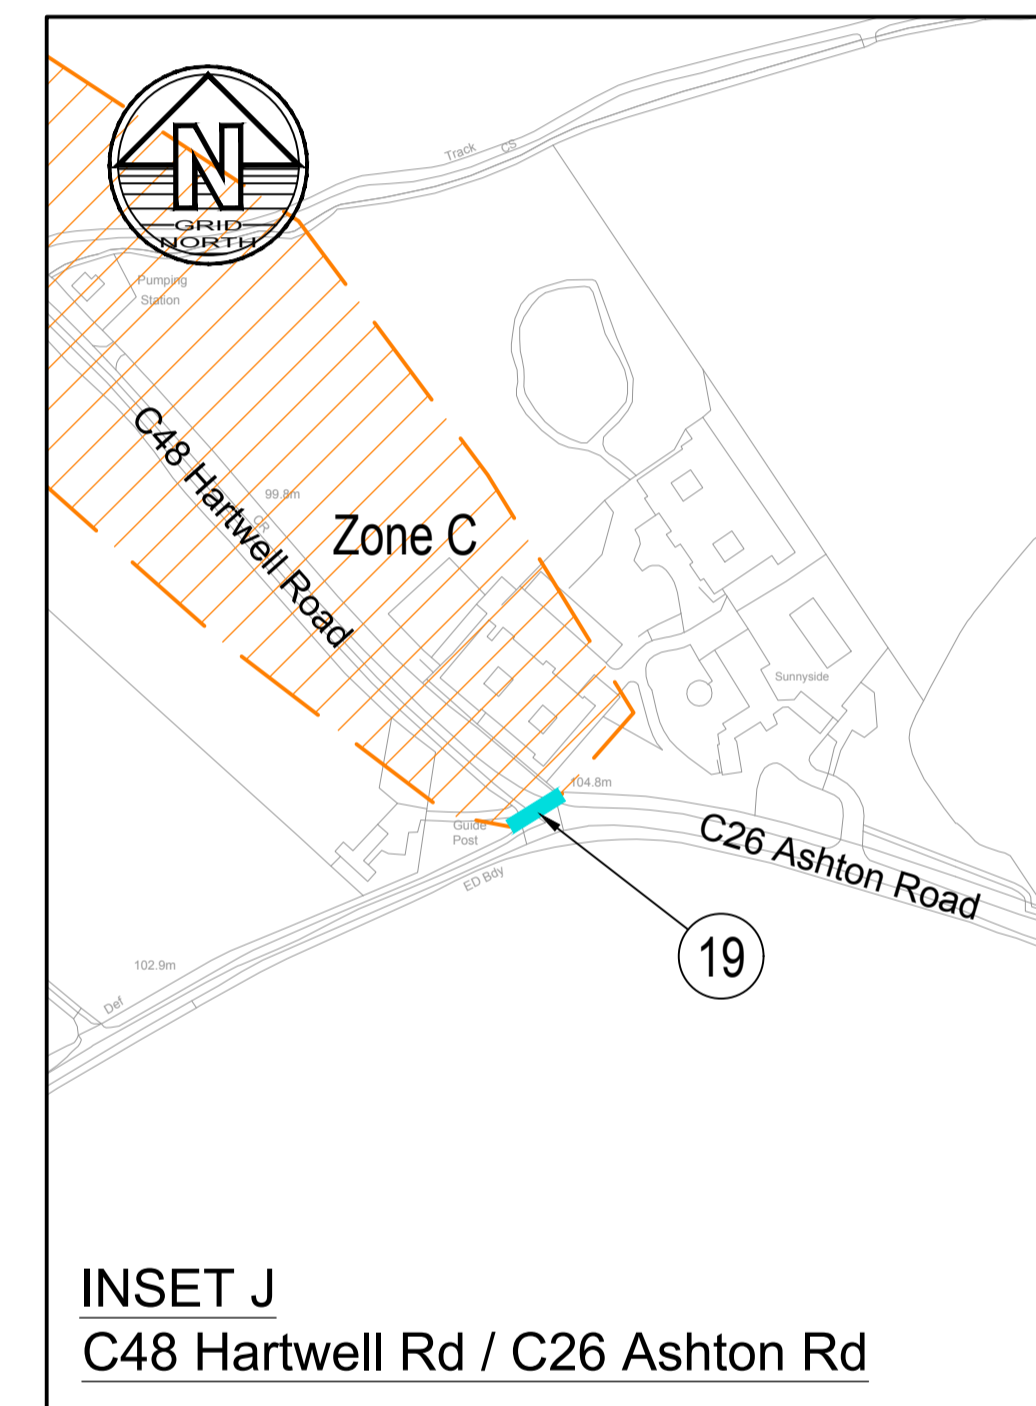 N
GRID
NORTH
Track CS
Pumping
Station
C48 Hartwell Road
99.8m
CR
Zone C
Sunnyside
104.8m
Guide
Post
C26 Ashton Road
ED Bdy
19
102.9m
Def
INSET J
C48 Hartwell Rd / C26 Ashton Rd